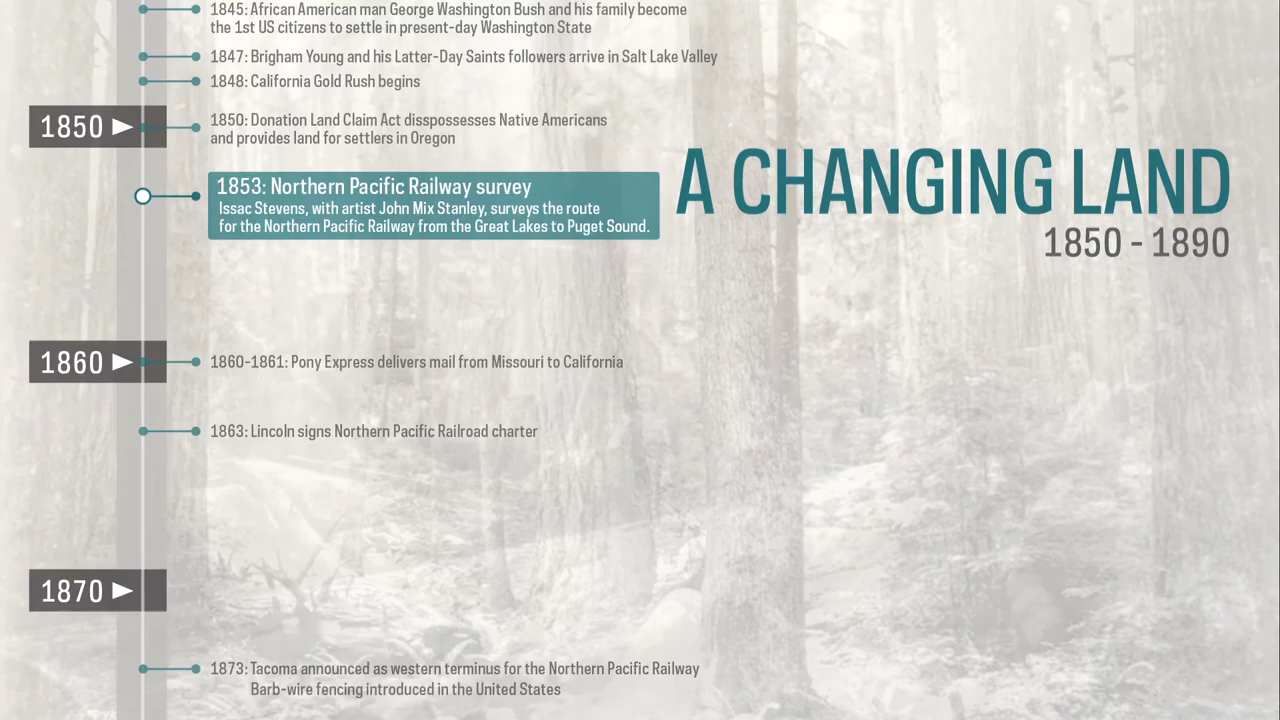 1845: African American man George Washington Bush and his family become
the 1st US citizens to settle in present-day Washington State
1847: Brigham Young and his Latter-Day Saints followers arrive in Salt Lake Valley
1848: California Gold Rush begins
1850 ►
1850: Donation Land Claim Act disspossesses Native Americans
and provides land for settlers in Oregon
A CHANGING LAND
1850 - 1890
1853: Northern Pacific Railway survey
Issac Stevens, with artist John Mix Stanley, surveys the route
for the Northern Pacific Railway from the Great Lakes to Puget Sound.
1860 ►
1860-1861: Pony Express delivers mail from Missouri to California
1863: Lincoln signs Northern Pacific Railroad charter
1870 ►
1873: Tacoma announced as western terminus for the Northern Pacific Railway
Barb-wire fencing introduced in the United States